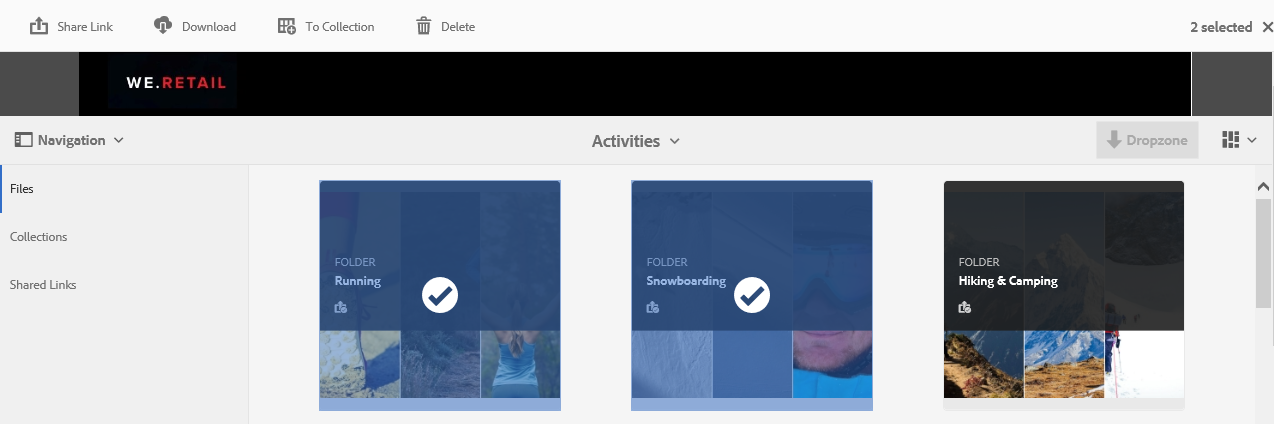 Share Link
Download
To Collection
Delete
2 selected
WE.RETAIL
Navigation
Activities
Dropzone
Files
Collections
Shared Links
FOLDER
Running
FOLDER
Snowboarding
FOLDER
Hiking & Camping